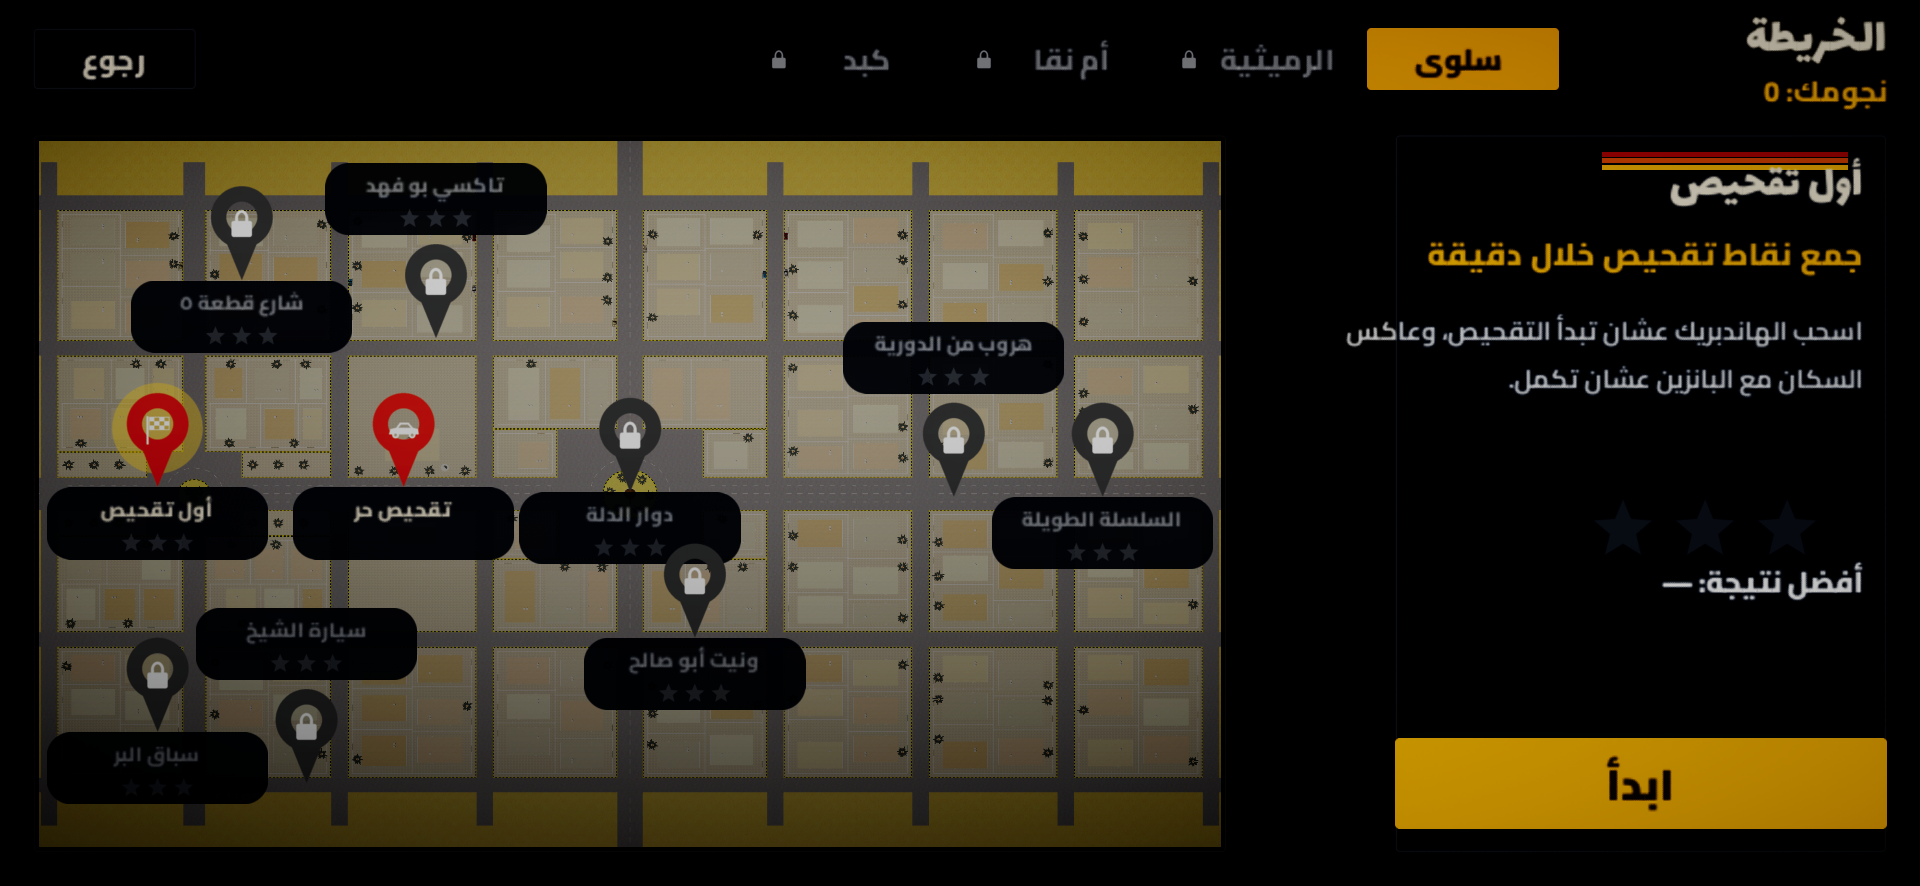 الخريطة
نجومك: 0
سلوى
الرميثية
أم نقا
كبد
رجوع
أول تقحيص
جمع نقاط تقحيص خلال دقيقة
اسحب الهاندبريك عشان تبدأ التقحيص، وعاكس
السكان مع البانزين عشان تكمل.
أفضل نتيجة: —
ابدأ
تاكسي بو فهد
شارع قطعة ٥
هروب من الدورية
السلسلة الطويلة
دوار الدلة
تقحيص حر
أول تقحيص
ونيت أبو صالح
سيارة الشيخ
سباق البر